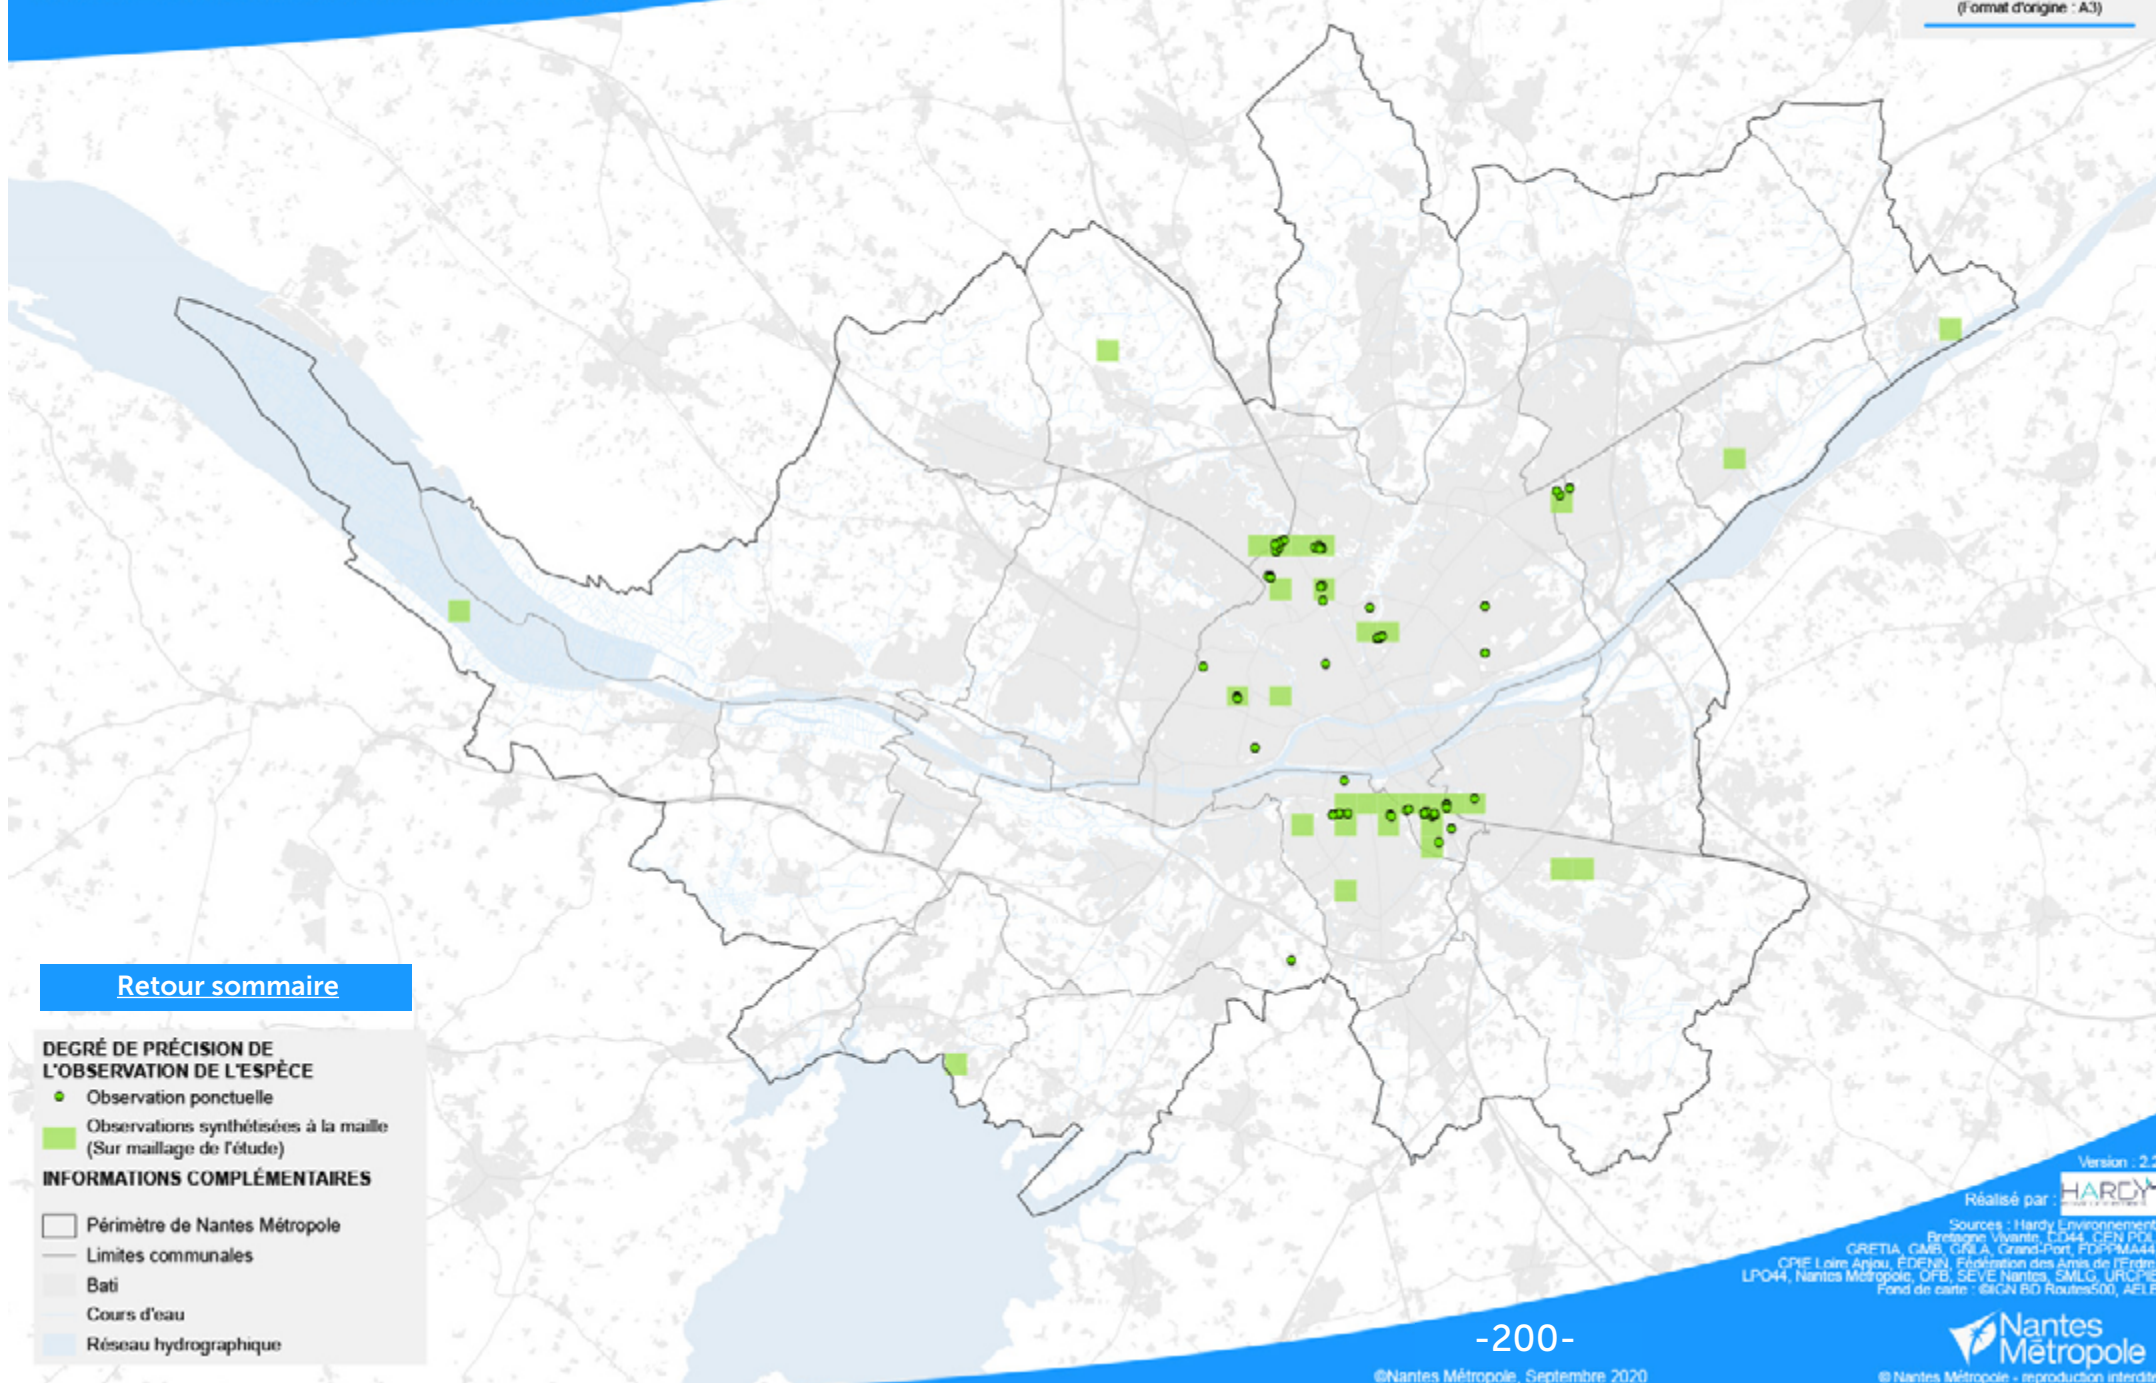 (Format d'origine : A3)
Retour sommaire
DEGRÉ DE PRÉCISION DE
L'OBSERVATION DE L'ESPÈCE
Observation ponctuelle
Observations synthétisées à la maille
(Sur maillage de l'étude)
INFORMATIONS COMPLÉMENTAIRES
Périmètre de Nantes Métropole
Limites communales
Bati
Cours d'eau
Réseau hydrographique
Version : 2.2
Réalisé par : HARDY
Sources : Hardy Environnement
Bretagne Vivante, CD44, CEN PDL
GRETIA, GMB, GNLA, Grand-Port, FDPPMA44
CPIE Loire Anjou, EDENN, Fédération des Amis de l'Erdre
LPO44, Nantes Métropole, OFB, SEVE Nantes, SMLG, URCPIE
Fond de carte : ©IGN BD Routes500, AELB
-200-
Nantes
Métropole
©Nantes Métropole, Septembre 2020
© Nantes Métropole - reproduction interdite